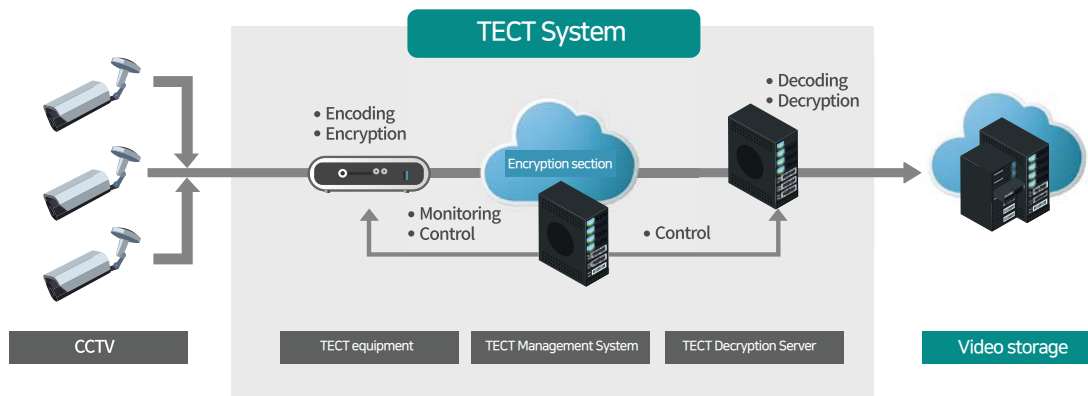 TECT System
• Decoding
• Decryption
• Encoding
• Encryption
Encryption section
• Monitoring
• Control
• Control
CCTV
TECT equipment
TECT Management System
TECT Decryption Server
Video storage